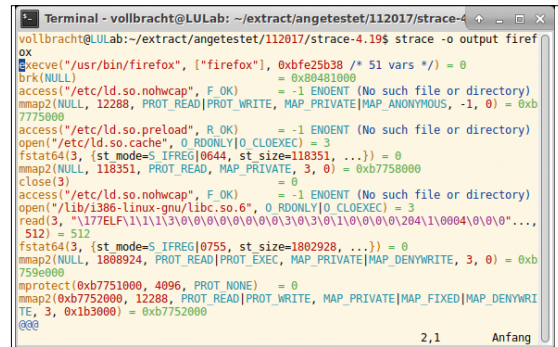 Terminal - vollbracht@LULab: ~/extract/angetestet/112017/strace-4
vollbracht@LULab:~/extract/angetestet/112017/strace-4.19$ strace -o output firef
ox
execve("/usr/bin/firefox", ["firefox"], 0xbfe25b38 /* 51 vars */) = 0
brk(NULL) = 0x80481000
access("/etc/ld.so.nohwcap", F_OK) = -1 ENOENT (No such file or directory)
mmap2(NULL, 12288, PROT_READ|PROT_WRITE, MAP_PRIVATE|MAP_ANONYMOUS, -1, 0) = 0xb
7775000
access("/etc/ld.so.preload", R_OK) = -1 ENOENT (No such file or directory)
open("/etc/ld.so.cache", O_RDONLY|O_CLOEXEC) = 3
fstat64(3, {st_mode=S_IFREG|0644, st_size=118351, ...}) = 0
mmap2(NULL, 118351, PROT_READ, MAP_PRIVATE, 3, 0) = 0xb7758000
close(3) = 0
access("/etc/ld.so.nohwcap", F_OK) = -1 ENOENT (No such file or directory)
open("/lib/i386-linux-gnu/libc.so.6", O_RDONLY|O_CLOEXEC) = 3
read(3, "\177ELF\1\1\1\3\0\0\0\0\0\0\0\0\3\0\3\0\1\0\0\0\204\1\0004\0\0\0"...,
512) = 512
fstat64(3, {st_mode=S_IFREG|0755, st_size=1802928, ...}) = 0
mmap2(NULL, 1808924, PROT_READ|PROT_EXEC, MAP_PRIVATE|MAP_DENYWRITE, 3, 0) = 0xb
759e000
mprotect(0xb7751000, 4096, PROT_NONE) = 0
mmap2(0xb7752000, 12288, PROT_READ|PROT_WRITE, MAP_PRIVATE|MAP_FIXED|MAP_DENYWRI
TE, 3, 0x1b3000) = 0xb7752000
@@@
2,1 Anfang